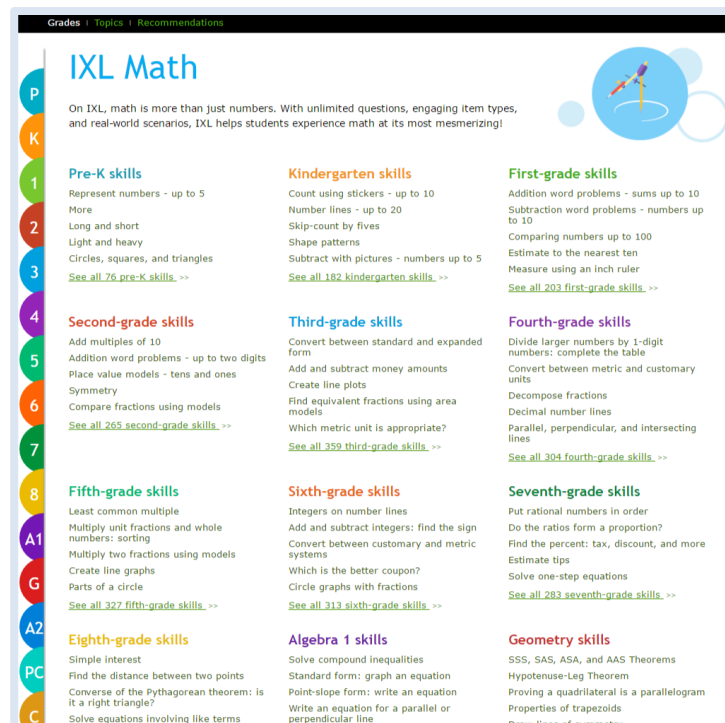 Grades | Topics | Recommendations
IXL Math
On IXL, math is more than just numbers. With unlimited questions, engaging item types,
and real-world scenarios, IXL helps students experience math at its most mesmerizing!
P
K
1
2
3
4
5
6
7
8
A1
G
A2
PC
C
Pre-K skills
Represent numbers - up to 5
More
Long and short
Light and heavy
Circles, squares, and triangles
See all 76 pre-K skills >>
Kindergarten skills
Count using stickers - up to 10
Number lines - up to 20
Skip-count by fives
Shape patterns
Subtract with pictures - numbers up to 5
See all 182 kindergarten skills >>
First-grade skills
Addition word problems - sums up to 10
Subtraction word problems - numbers up
to 10
Comparing numbers up to 100
Estimate to the nearest ten
Measure using an inch ruler
See all 203 first-grade skills >>
Second-grade skills
Add multiples of 10
Addition word problems - up to two digits
Place value models - tens and ones
Symmetry
Compare fractions using models
See all 265 second-grade skills >>
Third-grade skills
Convert between standard and expanded
form
Add and subtract money amounts
Create line plots
Find equivalent fractions using area
models
Which metric unit is appropriate?
See all 359 third-grade skills >>
Fourth-grade skills
Divide larger numbers by 1-digit
numbers: complete the table
Convert between metric and customary
units
Decompose fractions
Decimal number lines
Parallel, perpendicular, and intersecting
lines
See all 304 fourth-grade skills >>
Fifth-grade skills
Least common multiple
Multiply unit fractions and whole
numbers: sorting
Multiply two fractions using models
Create line graphs
Parts of a circle
See all 327 fifth-grade skills >>
Sixth-grade skills
Integers on number lines
Add and subtract integers: find the sign
Convert between customary and metric
systems
Which is the better coupon?
Circle graphs with fractions
See all 313 sixth-grade skills >>
Seventh-grade skills
Put rational numbers in order
Do the ratios form a proportion?
Find the percent: tax, discount, and more
Estimate tips
Solve one-step equations
See all 283 seventh-grade skills >>
Eighth-grade skills
Simple interest
Find the distance between two points
Converse of the Pythagorean theorem: is
it a right triangle?
Solve equations involving like terms
Algebra 1 skills
Solve compound inequalities
Standard form: graph an equation
Point-slope form: write an equation
Write an equation for a parallel or
perpendicular line
Geometry skills
SSS, SAS, ASA, and AAS Theorems
Hypotenuse-Leg Theorem
Proving a quadrilateral is a parallelogram
Properties of trapezoids